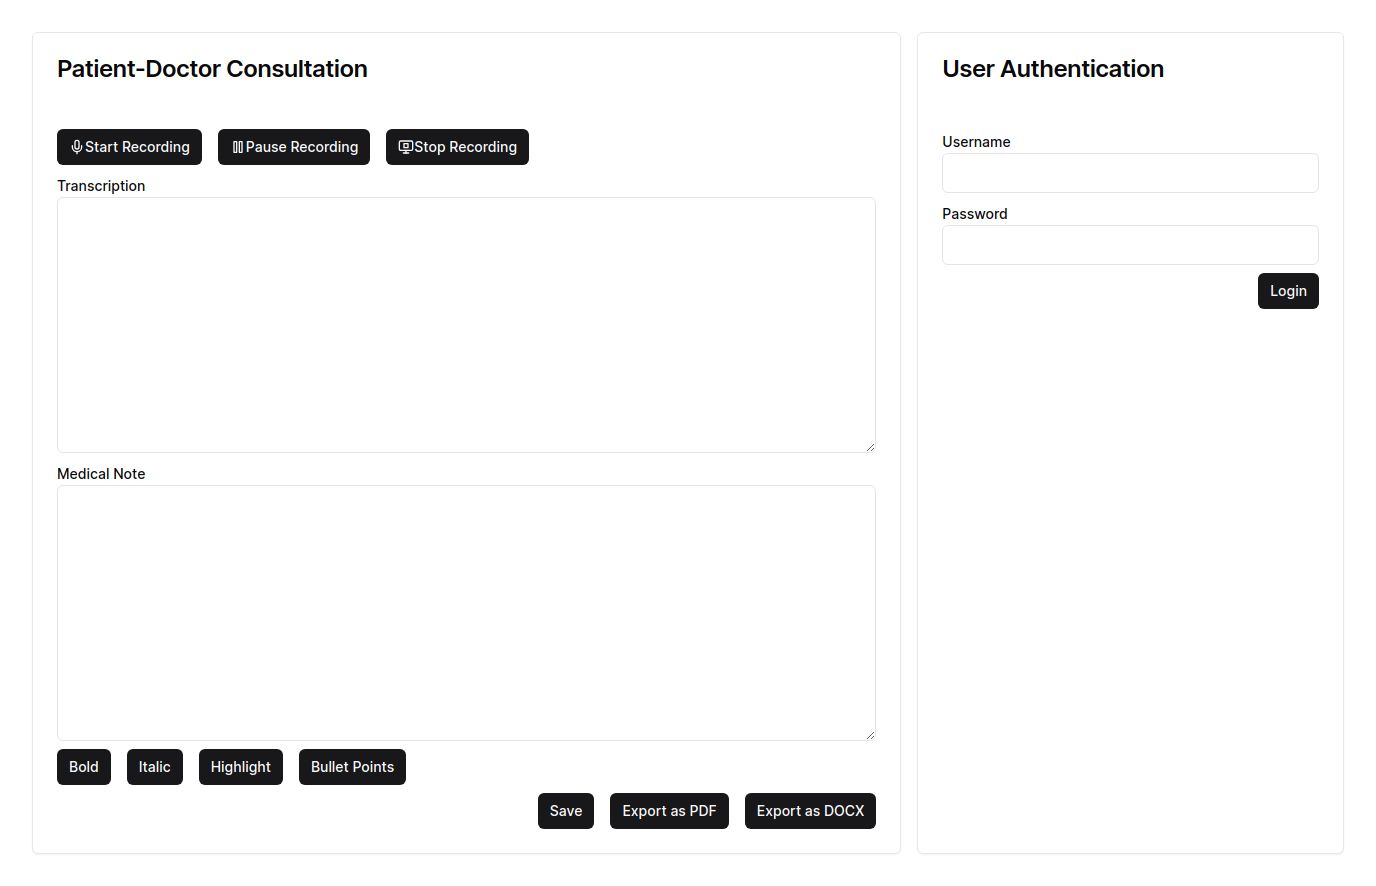 Patient-Doctor Consultation
Start Recording
Pause Recording
Stop Recording
Transcription
Medical Note
Bold
Italic
Highlight
Bullet Points
Save
Export as PDF
Export as DOCX
User Authentication
Username
Password
Login